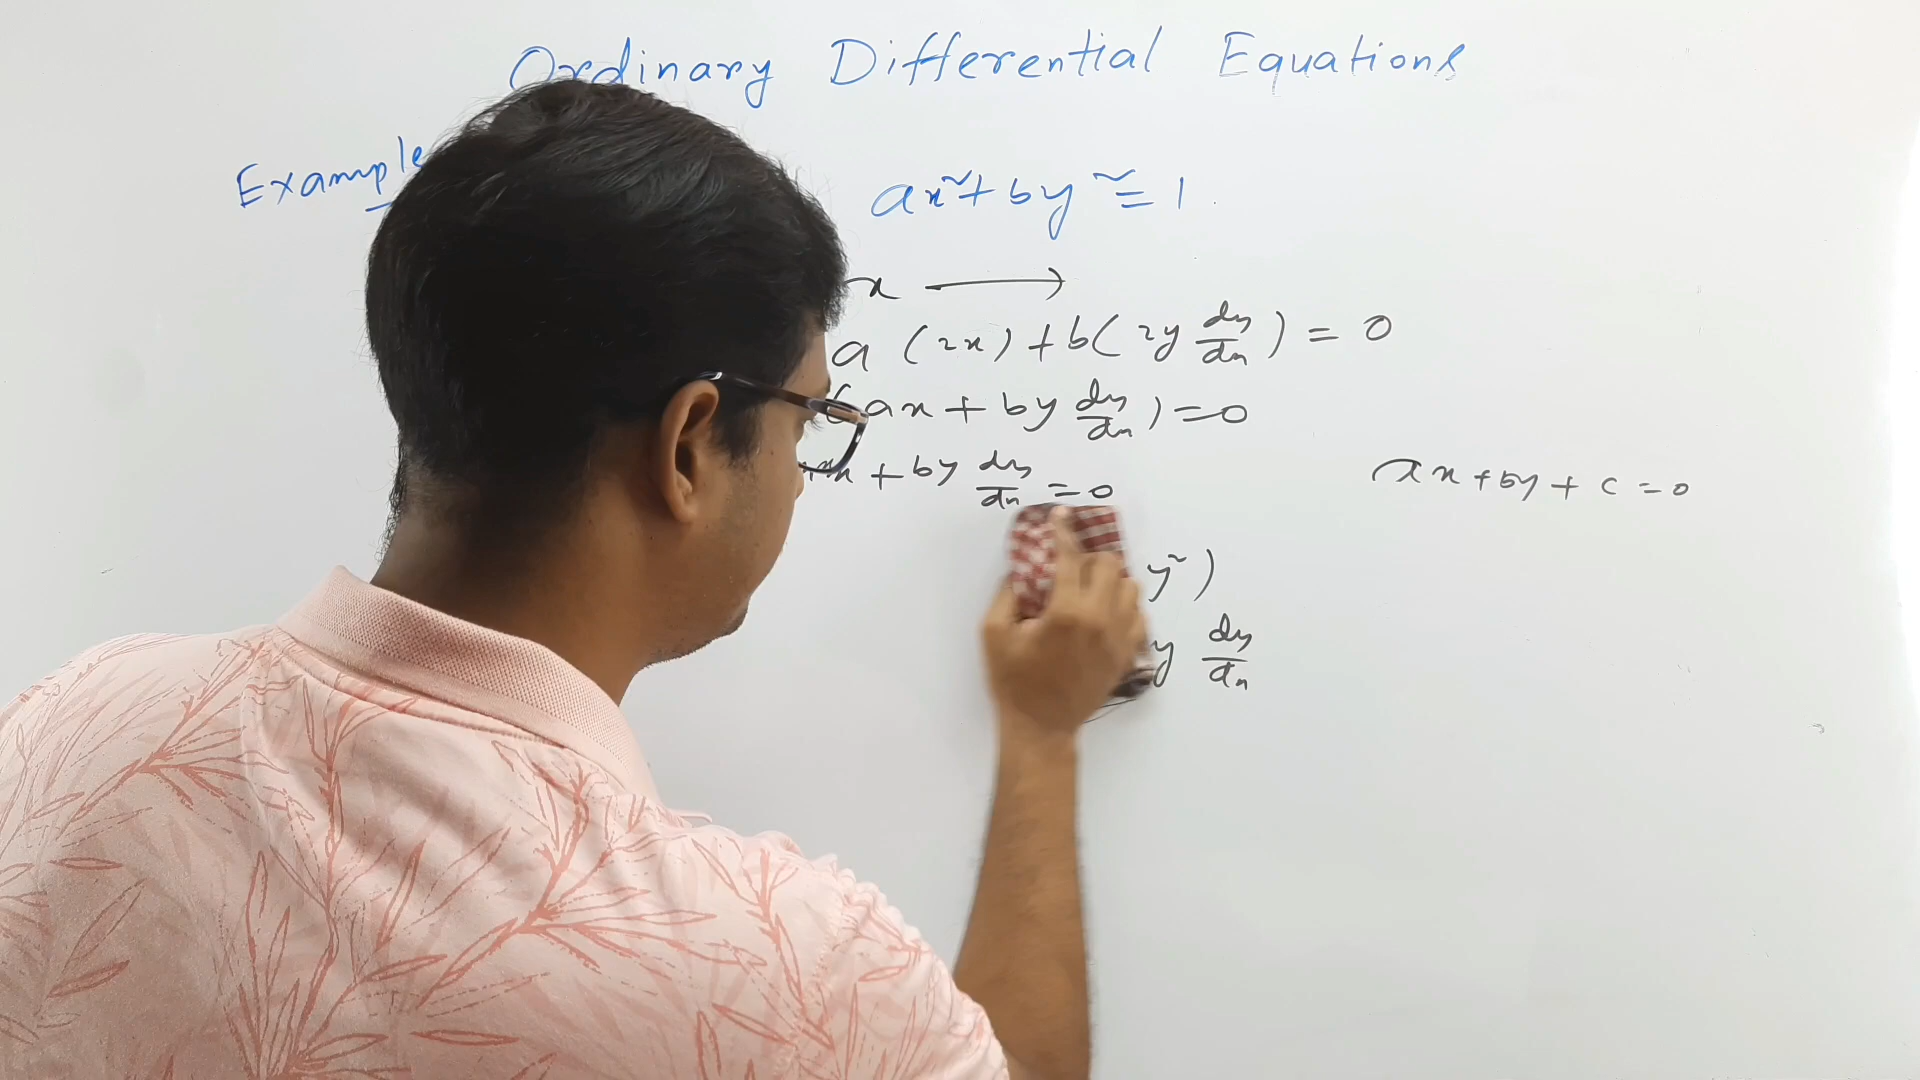 Ordinary Differential Equations
Example
ax² + by² = 1
x ⟶
a (2x) + b(2y dy/dx) = 0
(ax + by dy/dx) = 0
x + by dy/dx = 0
ax + by + c = 0
y²)
y dy/dx